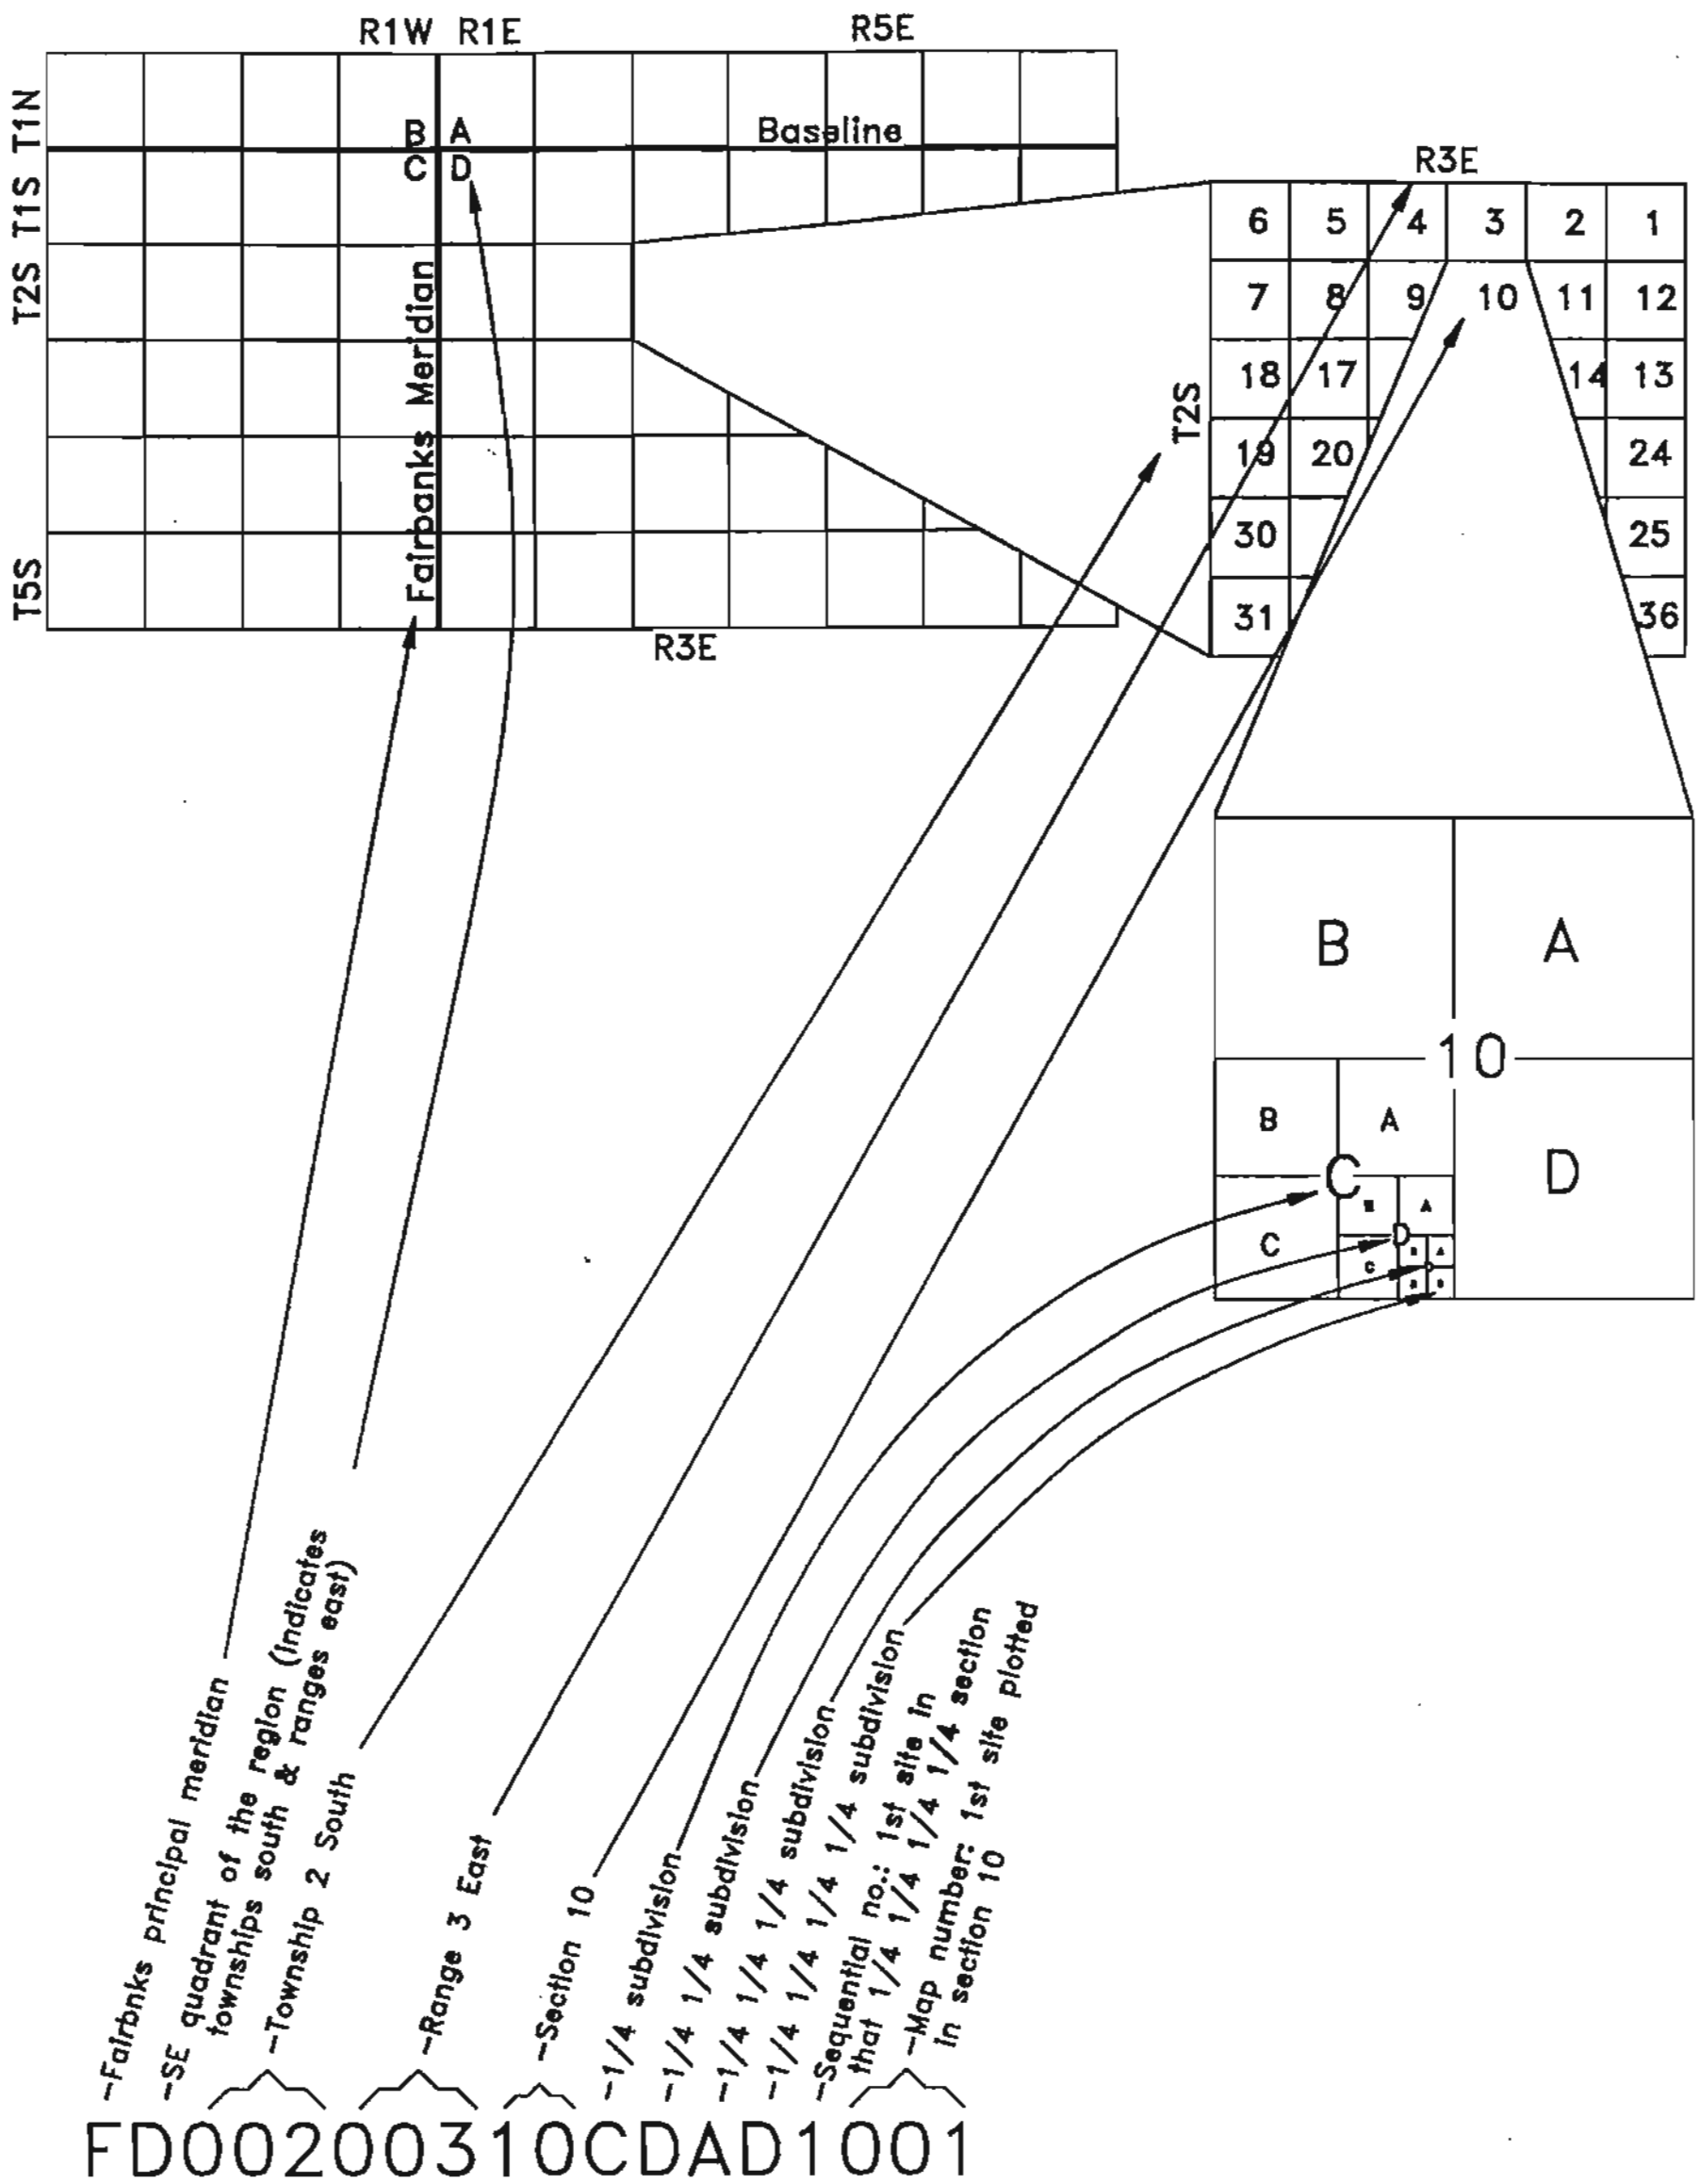 R1W R1E R5E
T1N
B A Baseline
C D
T1S
T2S
T5S
Fairbanks Meridian
R3E
R3E
T2S
6 5 4 3 2 1
7 8 9 10 11 12
18 17 14 13
19 20 24
30 25
31 36
B A
10
B A
C D
C
A
D
C
-Fairbnks principal meridian
-SE quadrant of the region (indicates
townships south & ranges east)
-Township 2 South
-Range 3 East
-Section 10
-1/4 subdivision
-1/4 1/4 subdivision
-1/4 1/4 1/4 subdivision
-1/4 1/4 1/4 1/4 subdivision
-Sequential no.: 1st site in
that 1/4 1/4 1/4 1/4 section
-Map number: 1st site plotted
in section 10
FD00200310CDAD1001